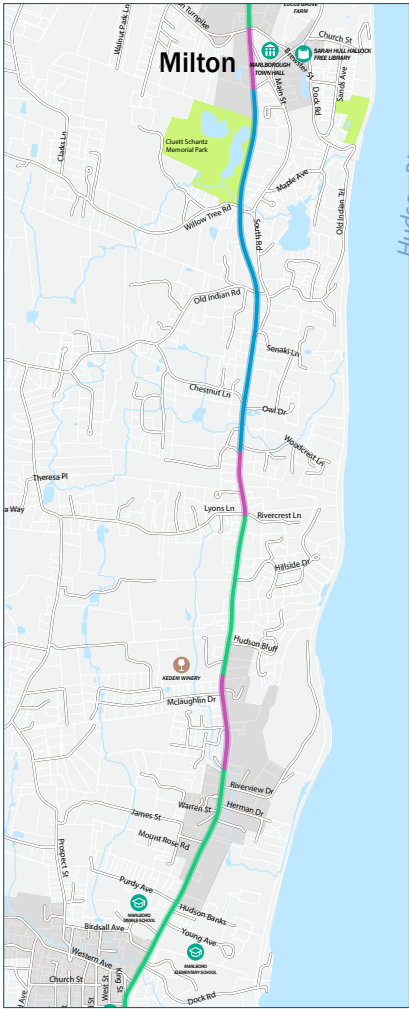 LOCUS GROVE
FARM
Turnpike
Walnut Park Ln
Church St
Milton
MARLBOROUGH
TOWN HALL
Brewster St
SARAH HULL HALLOCK
FREE LIBRARY
Main St
Dock Rd
Sands Ave
Clarks Ln
Cluett Schantz
Memorial Park
Maple Ave
Old Indian Trl
Willow Tree Rd
South Rd
Old Indian Rd
Senaki Ln
Chestnut Ln
Owl Dr
Woodcrest Ln
Theresa Pl
a Way
Lyons Ln
Rivercrest Ln
Hillside Dr
Hudson Bluff
KEDEM WINERY
Mclaughlin Dr
Riverview Dr
Warren St
Herman Dr
James St
Mount Rose Rd
Prospect St
Purdy Ave
MARLBORO
MIDDLE SCHOOL
Hudson Banks
Birdsall Ave
Young Ave
Western Ave
MARLBORO
ELEMENTARY SCHOOL
Church St
West St
King St
Dock Rd